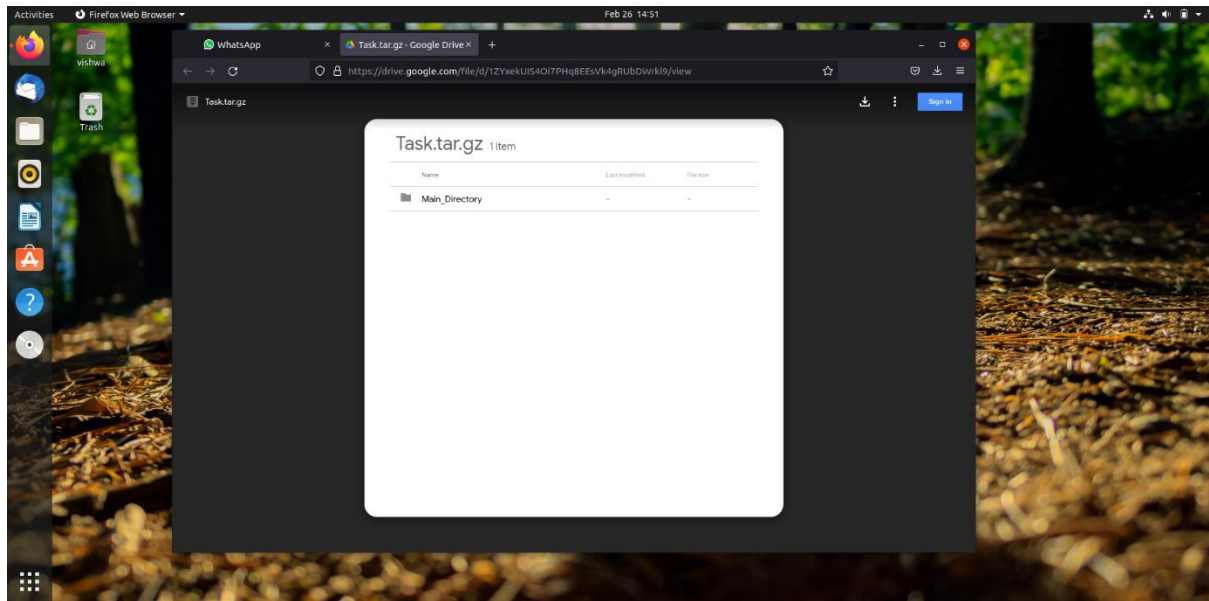 Activities Firefox Web Browser Feb 26 14:51
vishwa
Trash
WhatsApp Task.tar.gz - Google Drive
https://drive.google.com/file/d/1ZYxekUIS4Oi7PHq8EEsVk4gRUbDWrkl9/view
Task.tar.gz Sign in
Task.tar.gz 1 item
Name Last modified File size
Main_Directory - -